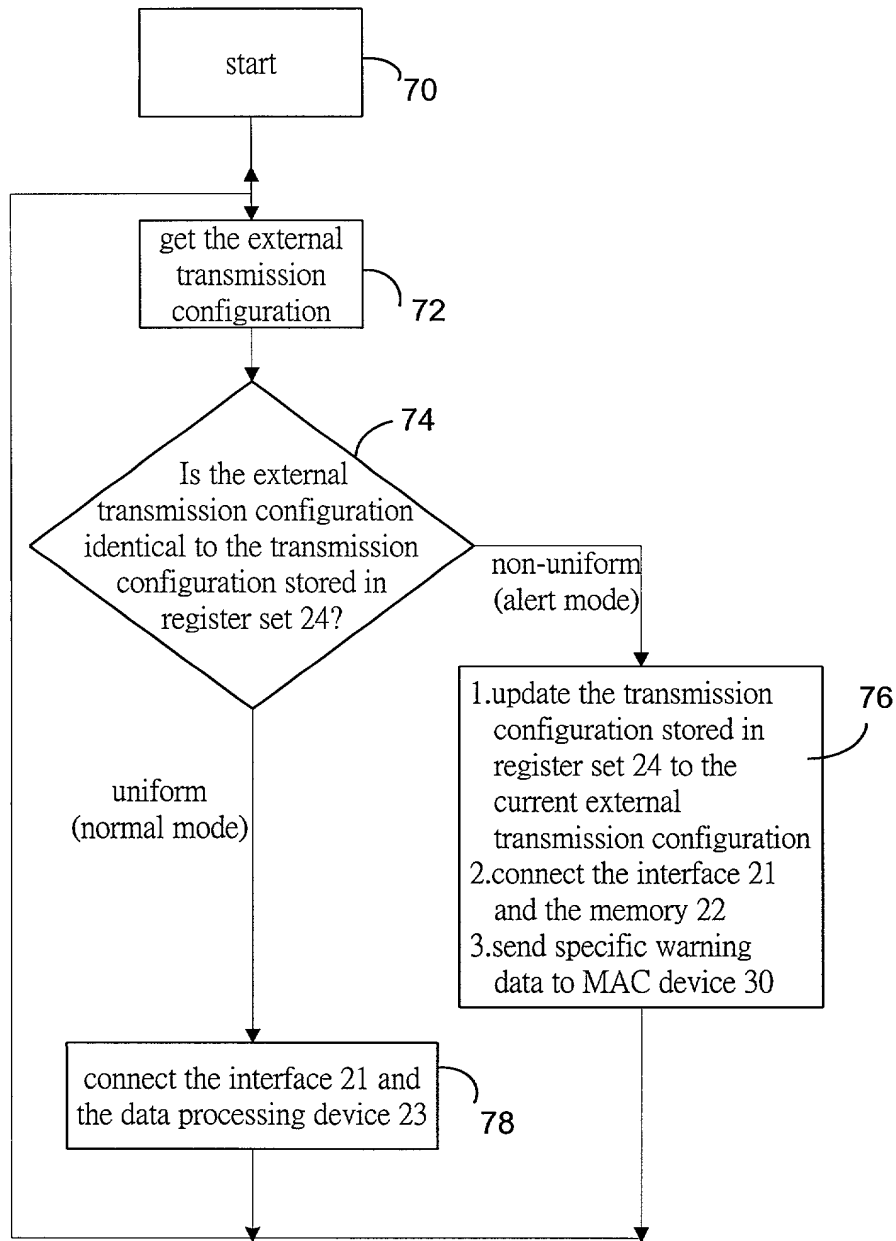 start
70
get the external
transmission
configuration
72
74
Is the external
transmission configuration
identical to the transmission
configuration stored in
register set 24?
non-uniform
(alert mode)
1.update the transmission
configuration stored in
register set 24 to the
current external
transmission configuration
2.connect the interface 21
and the memory 22
3.send specific warning
data to MAC device 30
76
uniform
(normal mode)
connect the interface 21 and
the data processing device 23
78